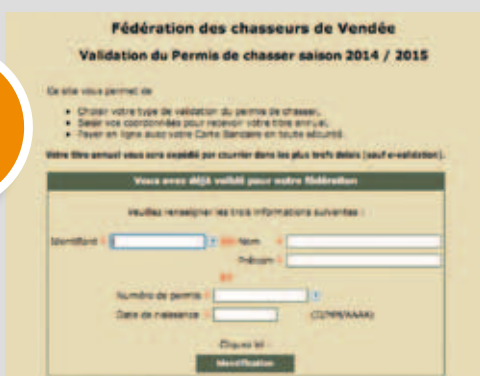 Fédération des chasseurs de Vendée
Validation du Permis de chasser saison 2014 / 2015
Ce site vous permet de
Choisir votre type de validation du permis de chasser,
Saisir vos coordonnées pour recevoir votre titre annuel,
Payer en ligne avec votre Carte Bancaire en toute sécurité.
Votre titre annuel vous sera expédié par courrier dans les plus brefs délais (sauf e-validation).
Vous avez déjà validé pour notre fédération
Veuillez renseigner les trois informations suivantes :
Identifiant Nom
Prénom
Numéro de permis
Date de naissance (JJ/MM/AAAA)
Cliquez ici
Identification